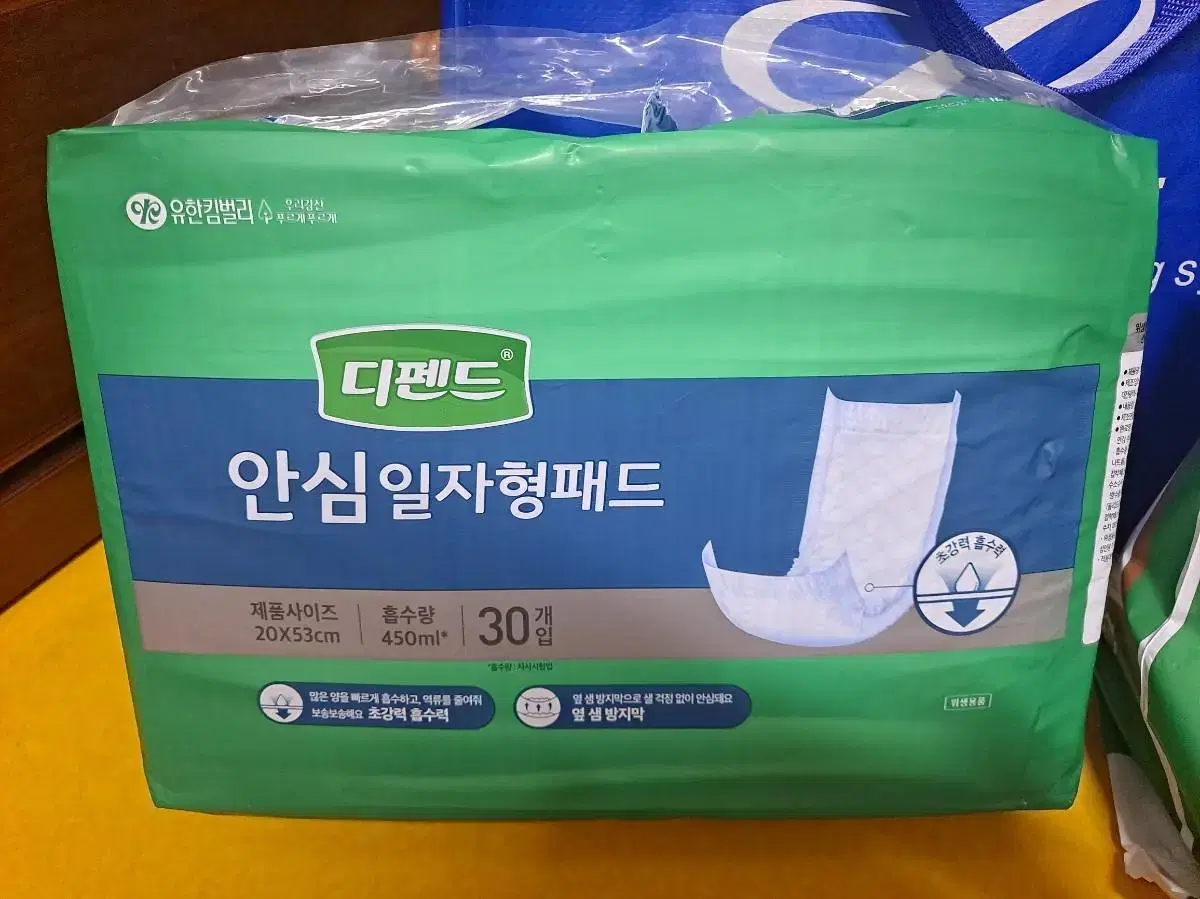 유한킴벌리
우리강산
푸르게푸르게
디펜드®
안심 일자형패드
초강력 흡수력
제품사이즈
20X53cm
흡수량
450ml*
30개입
*흡수량 : 자사시험법
많은 양을 빠르게 흡수하고, 역류를 줄여줘
보송보송해요 초강력 흡수력
옆 샘 방지막으로 샐 걱정 없이 안심돼요
옆 샘 방지막
위생용품